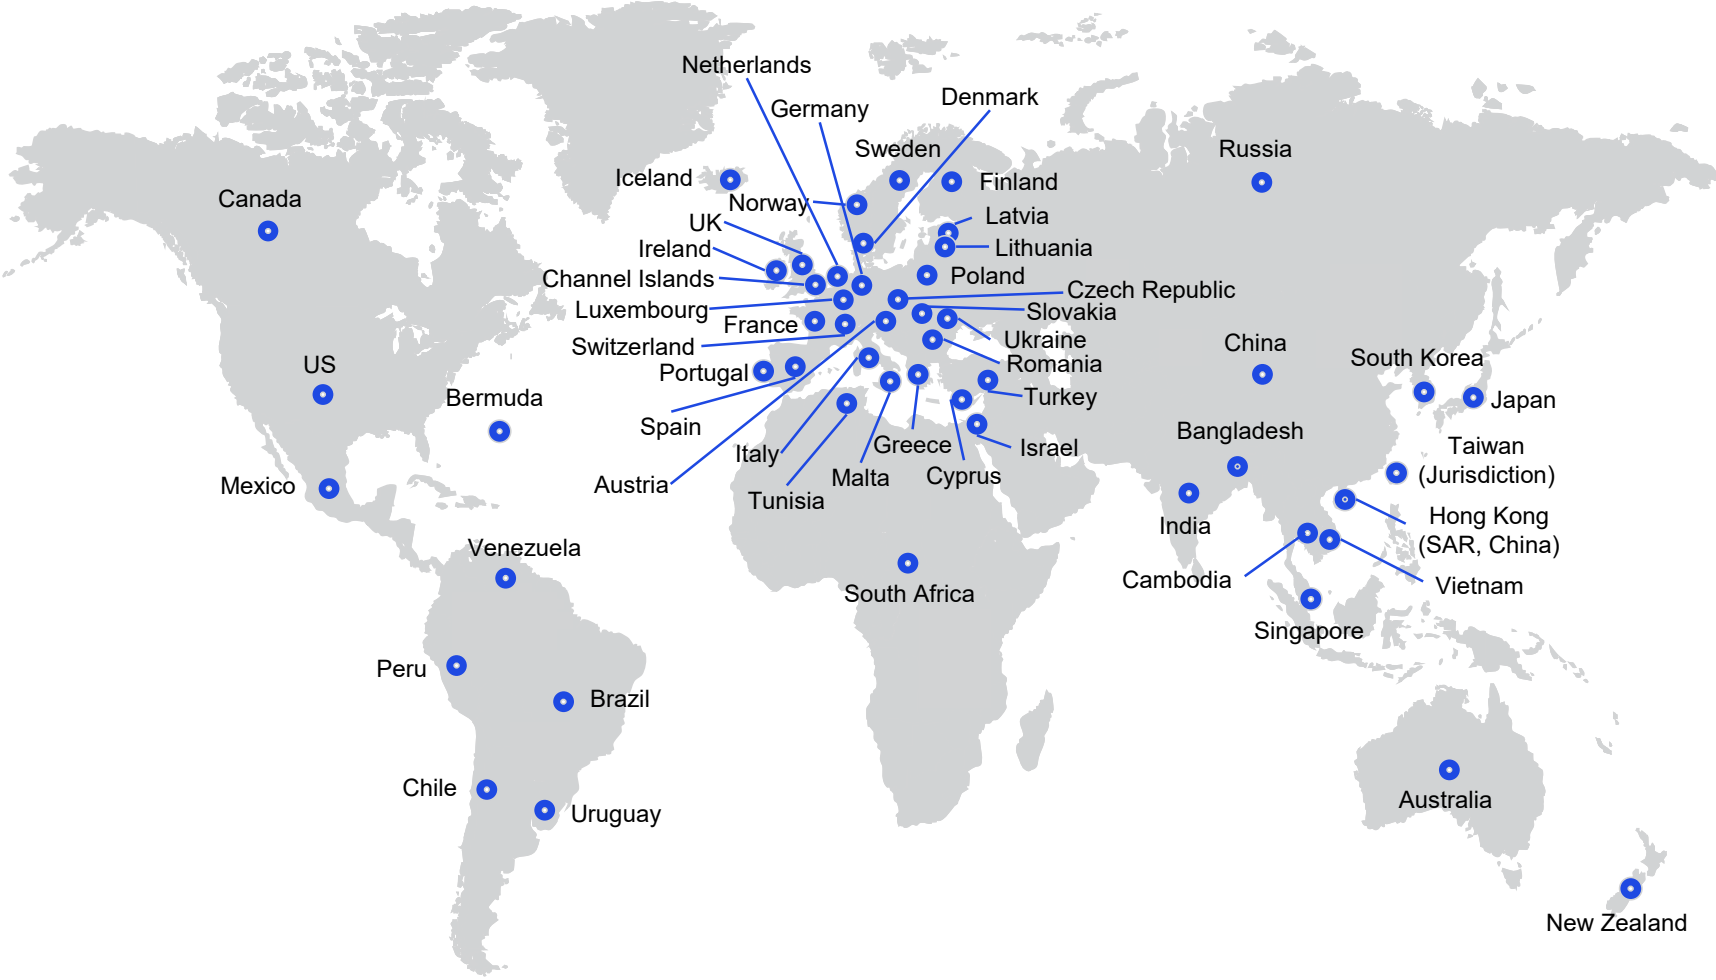 Netherlands
Denmark
Germany
Sweden
Russia
Iceland
Finland
Canada
Norway
Latvia
UK
Ireland
Lithuania
Channel Islands
Poland
Czech Republic
Luxembourg
Slovakia
France
Ukraine
Switzerland
China
South Korea
US
Romania
Portugal
Bermuda
Turkey
Japan
Spain
Bangladesh
Greece
Israel
Taiwan
(Jurisdiction)
Italy
Malta
Cyprus
Austria
Mexico
Tunisia
India
Hong Kong
(SAR, China)
Venezuela
Cambodia
Vietnam
South Africa
Singapore
Peru
Brazil
Chile
Uruguay
Australia
New Zealand